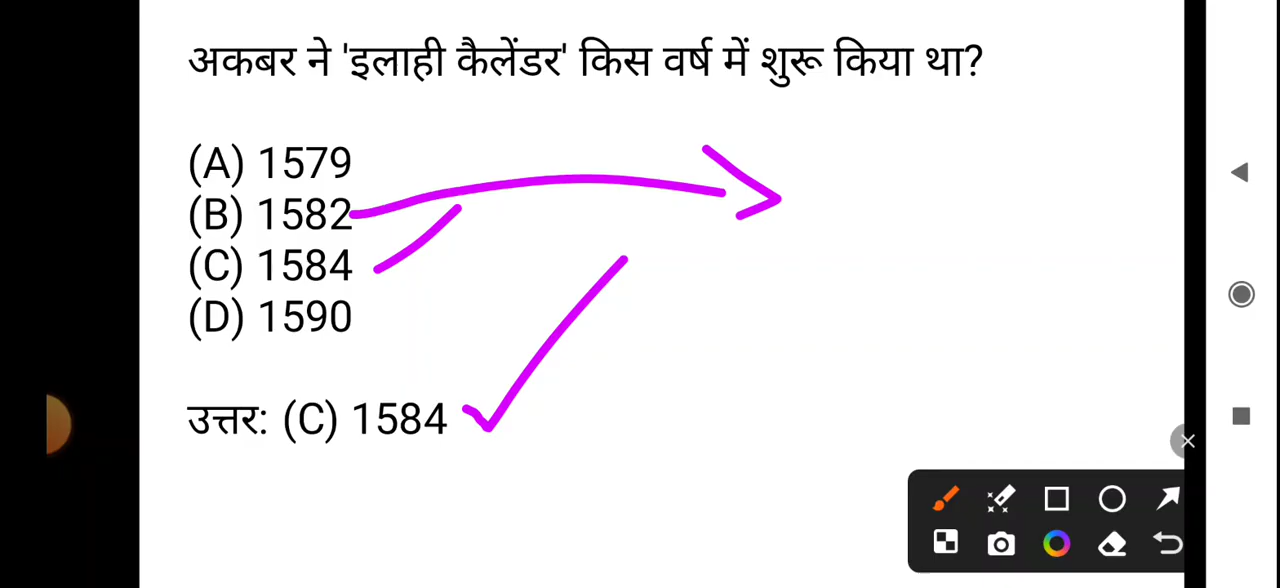 अकबर ने 'इलाही कैलेंडर' किस वर्ष में शुरू किया था?
(A) 1579
(B) 1582
(C) 1584
(D) 1590
उत्तर: (C) 1584